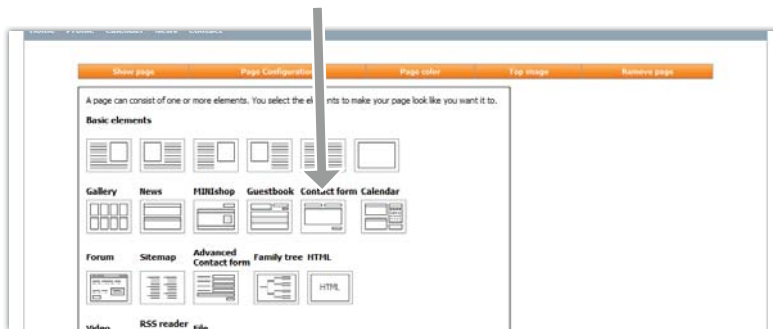 Show page Page Configuration Page color Top image Remove page
A page can consist of one or more elements. You select the elements to make your page look like you want it to.
Basic elements
Gallery News MINIshop Guestbook Contact form Calendar
Forum Sitemap Advanced Contact form Family tree HTML
HTML
Video RSS reader File